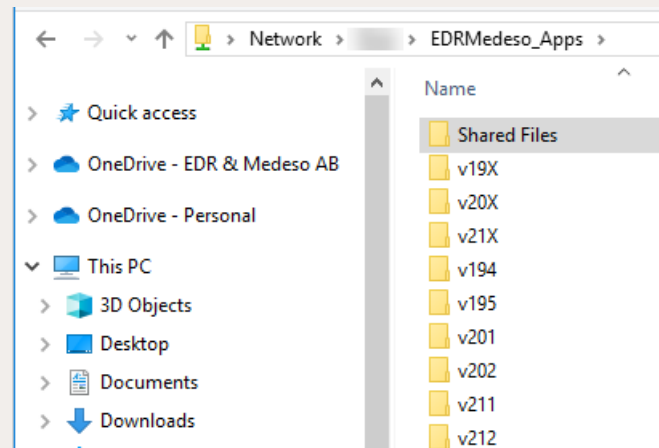 Network > > EDRMedeso_Apps >
Name
Quick access
OneDrive - EDR & Medeso AB
OneDrive - Personal
This PC
3D Objects
Desktop
Documents
Downloads
Shared Files
v19X
v20X
v21X
v194
v195
v201
v202
v211
v212